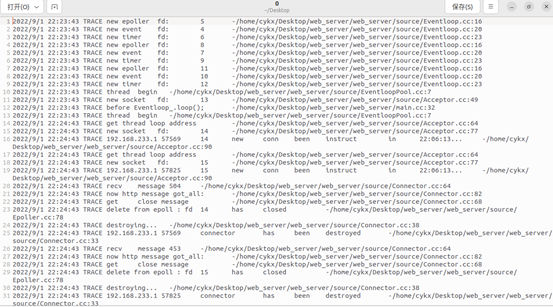 打开(O)
0
~/Desktop
保存(S)
1 2022/9/1 22:23:43 TRACE new epoller fd: 5 -/home/cykx/Desktop/web_server/web_server/source/Eventloop.cc:16
2 2022/9/1 22:23:43 TRACE new event fd: 4 -/home/cykx/Desktop/web_server/web_server/source/Eventloop.cc:20
3 2022/9/1 22:23:43 TRACE new timer fd: 6 -/home/cykx/Desktop/web_server/web_server/source/Eventloop.cc:23
4 2022/9/1 22:23:43 TRACE new epoller fd: 8 -/home/cykx/Desktop/web_server/web_server/source/Eventloop.cc:16
5 2022/9/1 22:23:43 TRACE new event fd: 7 -/home/cykx/Desktop/web_server/web_server/source/Eventloop.cc:20
6 2022/9/1 22:23:43 TRACE new timer fd: 9 -/home/cykx/Desktop/web_server/web_server/source/Eventloop.cc:23
7 2022/9/1 22:23:43 TRACE new epoller fd: 11 -/home/cykx/Desktop/web_server/web_server/source/Eventloop.cc:16
8 2022/9/1 22:23:43 TRACE new event fd: 10 -/home/cykx/Desktop/web_server/web_server/source/Eventloop.cc:20
9 2022/9/1 22:23:43 TRACE new timer fd: 12 -/home/cykx/Desktop/web_server/web_server/source/Eventloop.cc:23
10 2022/9/1 22:23:43 TRACE thread begin -/home/cykx/Desktop/web_server/web_server/source/EventloopPool.cc:7
11 2022/9/1 22:23:43 TRACE new socket fd: 13 -/home/cykx/Desktop/web_server/web_server/source/Acceptor.cc:49
12 2022/9/1 22:23:43 TRACE before Eventloop_.loop(); -/home/cykx/Desktop/web_server/web_server/main.cc:32
13 2022/9/1 22:23:43 TRACE thread begin -/home/cykx/Desktop/web_server/web_server/source/EventloopPool.cc:7
14 2022/9/1 22:24:43 TRACE get thread loop address -/home/cykx/Desktop/web_server/web_server/source/Acceptor.cc:64
15 2022/9/1 22:24:43 TRACE new socket fd: 14 -/home/cykx/Desktop/web_server/web_server/source/Acceptor.cc:77
16 2022/9/1 22:24:43 TRACE 192.168.233.1 57569 14 new conn been instruct in 22:06:13... -/home/cykx/
Desktop/web_server/web_server/source/Acceptor.cc:90
17 2022/9/1 22:24:43 TRACE get thread loop address -/home/cykx/Desktop/web_server/web_server/source/Acceptor.cc:64
18 2022/9/1 22:24:43 TRACE new socket fd: 15 -/home/cykx/Desktop/web_server/web_server/source/Acceptor.cc:77
19 2022/9/1 22:24:43 TRACE 192.168.233.1 57825 15 new conn been instruct in 22:06:13... -/home/cykx/
Desktop/web_server/web_server/source/Acceptor.cc:90
20 2022/9/1 22:24:43 TRACE recv message 504 -/home/cykx/Desktop/web_server/web_server/source/Connector.cc:64
21 2022/9/1 22:24:43 TRACE now http message got_all: -/home/cykx/Desktop/web_server/web_server/source/Connector.cc:82
22 2022/9/1 22:24:43 TRACE get close message -/home/cykx/Desktop/web_server/web_server/source/Connector.cc:68
23 2022/9/1 22:24:43 TRACE delete from epoll : fd 14 has closed -/home/cykx/Desktop/web_server/web_server/source/
Epoller.cc:78
24 2022/9/1 22:24:43 TRACE destroying... -/home/cykx/Desktop/web_server/web_server/source/Connector.cc:38
25 2022/9/1 22:24:43 TRACE 192.168.233.1 57569 connector has been destroyed -/home/cykx/Desktop/web_server/web_server/
source/Connector.cc:33
26 2022/9/1 22:24:43 TRACE recv message 453 -/home/cykx/Desktop/web_server/web_server/source/Connector.cc:64
27 2022/9/1 22:24:43 TRACE now http message got_all: -/home/cykx/Desktop/web_server/web_server/source/Connector.cc:82
28 2022/9/1 22:24:43 TRACE get close message -/home/cykx/Desktop/web_server/web_server/source/Connector.cc:68
29 2022/9/1 22:24:43 TRACE delete from epoll : fd 15 has closed -/home/cykx/Desktop/web_server/web_server/source/
Epoller.cc:78
30 2022/9/1 22:24:43 TRACE destroying... -/home/cykx/Desktop/web_server/web_server/source/Connector.cc:38
31 2022/9/1 22:24:43 TRACE 192.168.233.1 57825 connector has been destroyed -/home/cykx/Desktop/web_server/web_server/
source/Connector.cc:33